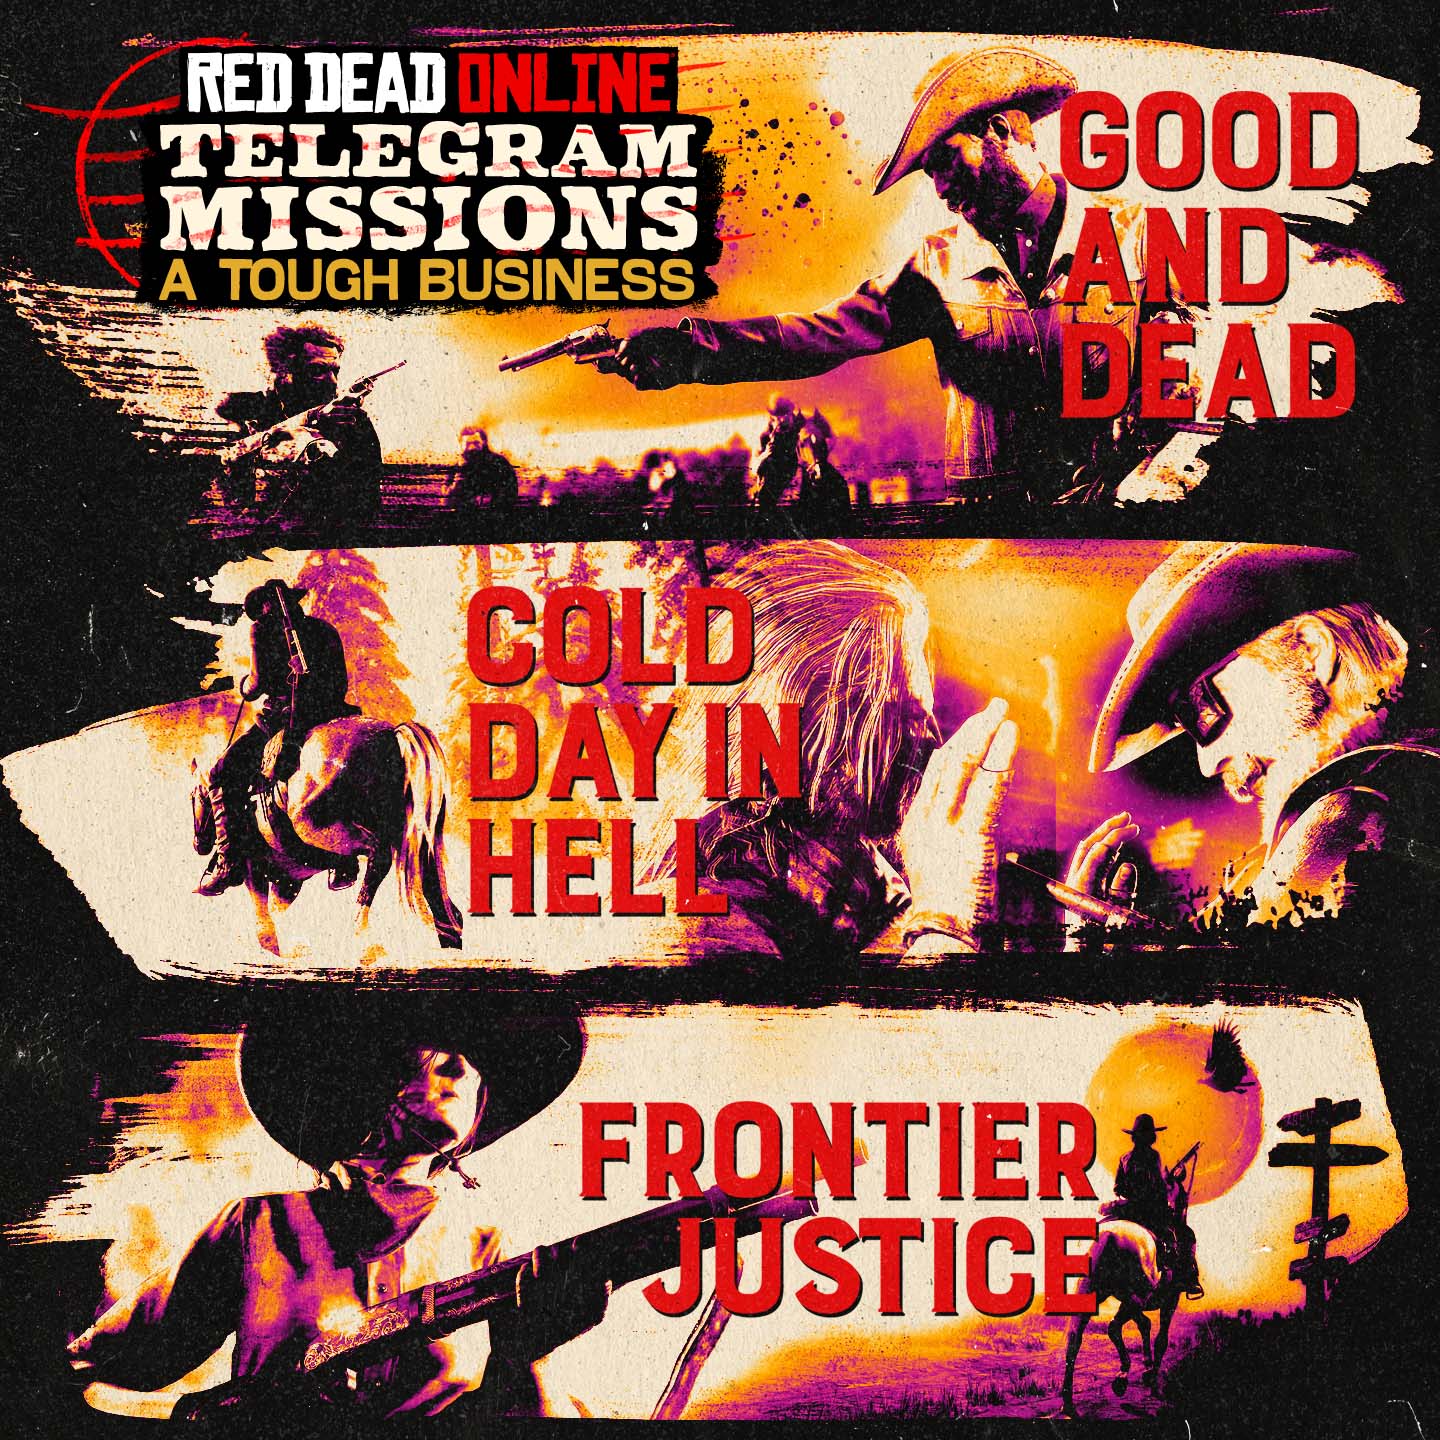 RED DEAD ONLINE
TELEGRAM
MISSIONS
A TOUGH BUSINESS
GOOD
AND
DEAD
COLD
DAY IN
HELL
FRONTIER
JUSTICE